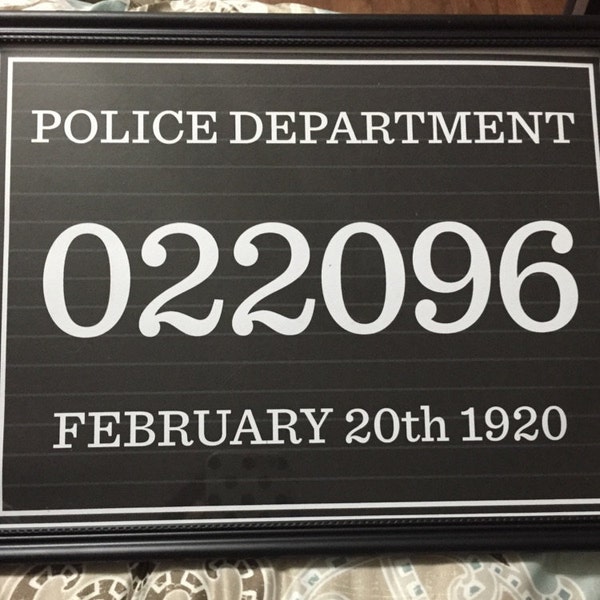 POLICE DEPARTMENT
022096
FEBRUARY 20th 1920